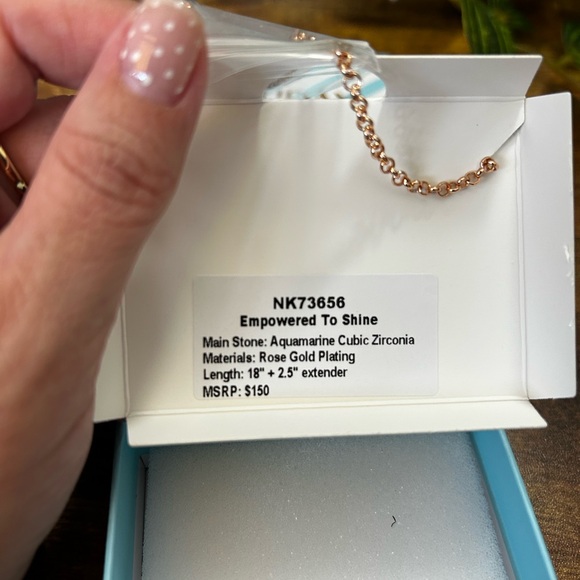 NK73656
Empowered To Shine
Main Stone: Aquamarine Cubic Zirconia
Materials: Rose Gold Plating
Length: 18" + 2.5" extender
MSRP: $150